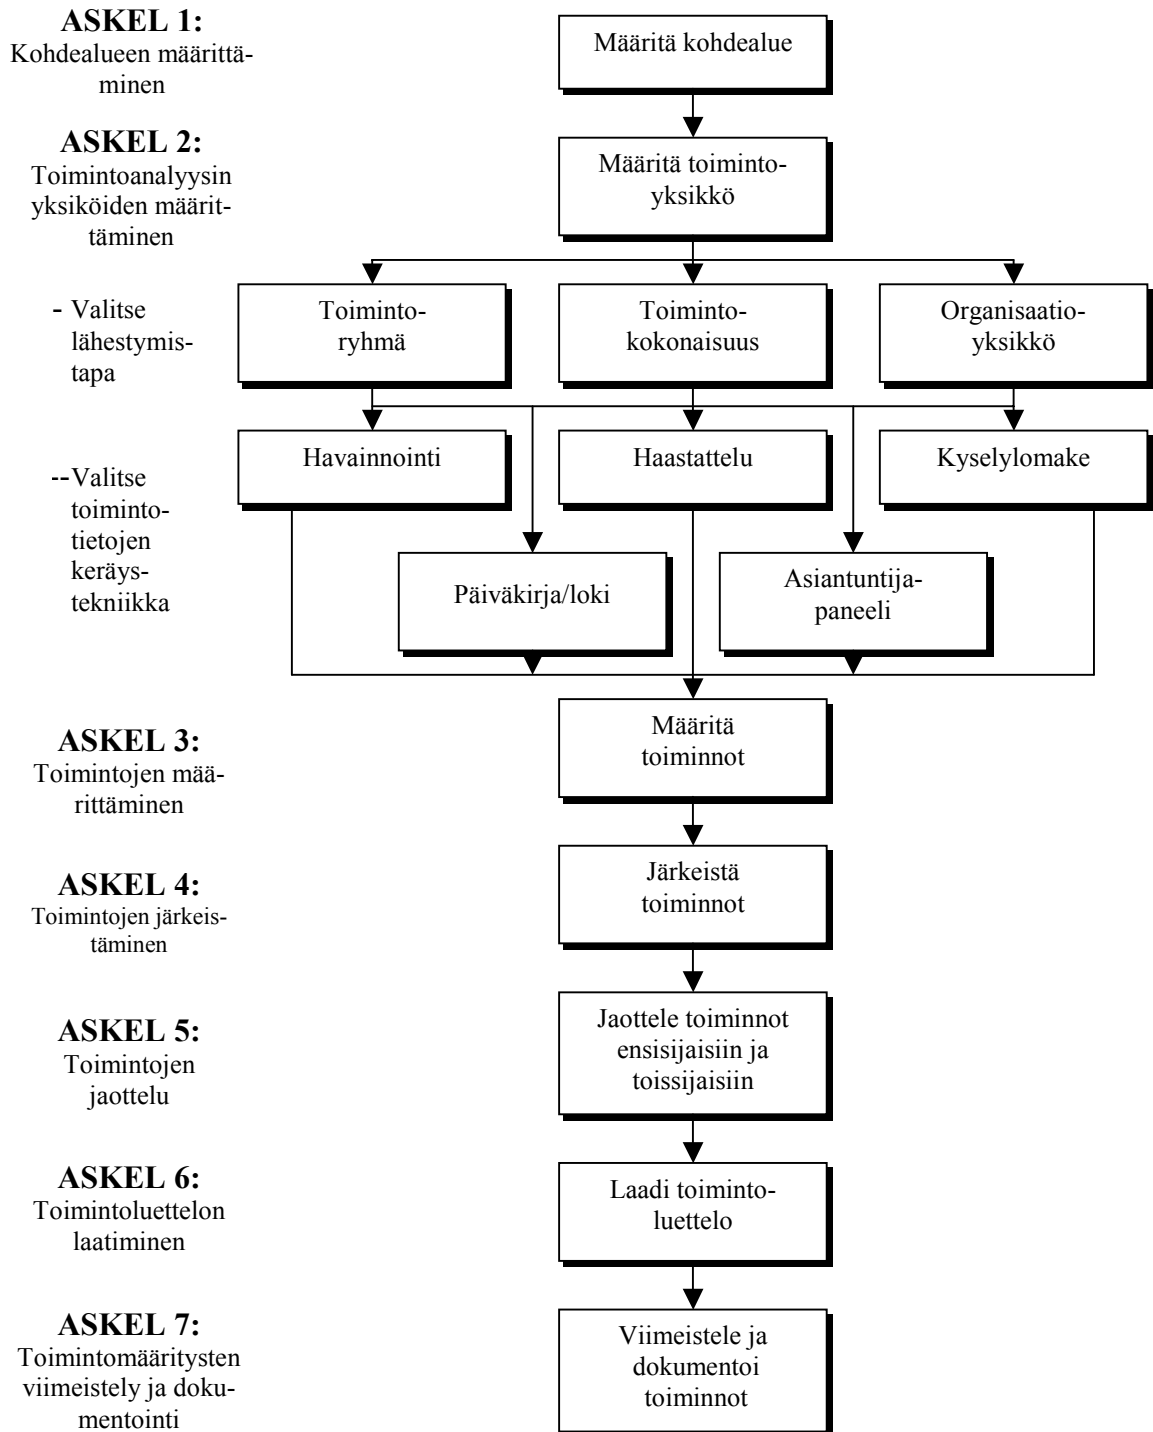 ASKEL 1:
Kohdealueen määrittä-
minen
Määritä kohdealue
ASKEL 2:
Toimintoanalyysin
yksiköiden määrit-
täminen
Määritä toiminto-
yksikkö
- Valitse
lähestymis-
tapa
Toiminto-
ryhmä
Toiminto-
kokonaisuus
Organisaatio-
yksikkö
--Valitse
toiminto-
tietojen
keräys-
tekniikka
Havainnointi
Haastattelu
Kyselylomake
Päiväkirja/loki
Asiantuntija-
paneeli
ASKEL 3:
Toimintojen mää-
rittäminen
Määritä
toiminnot
ASKEL 4:
Toimintojen järkeis-
täminen
Järkeistä
toiminnot
ASKEL 5:
Toimintojen
jaottelu
Jaottele toiminnot
ensisijaisiin ja
toissijaisiin
ASKEL 6:
Toimintoluettelon
laatiminen
Laadi toiminto-
luettelo
ASKEL 7:
Toimintomääritysten
viimeistely ja doku-
mentointi
Viimeistele ja
dokumentoi
toiminnot